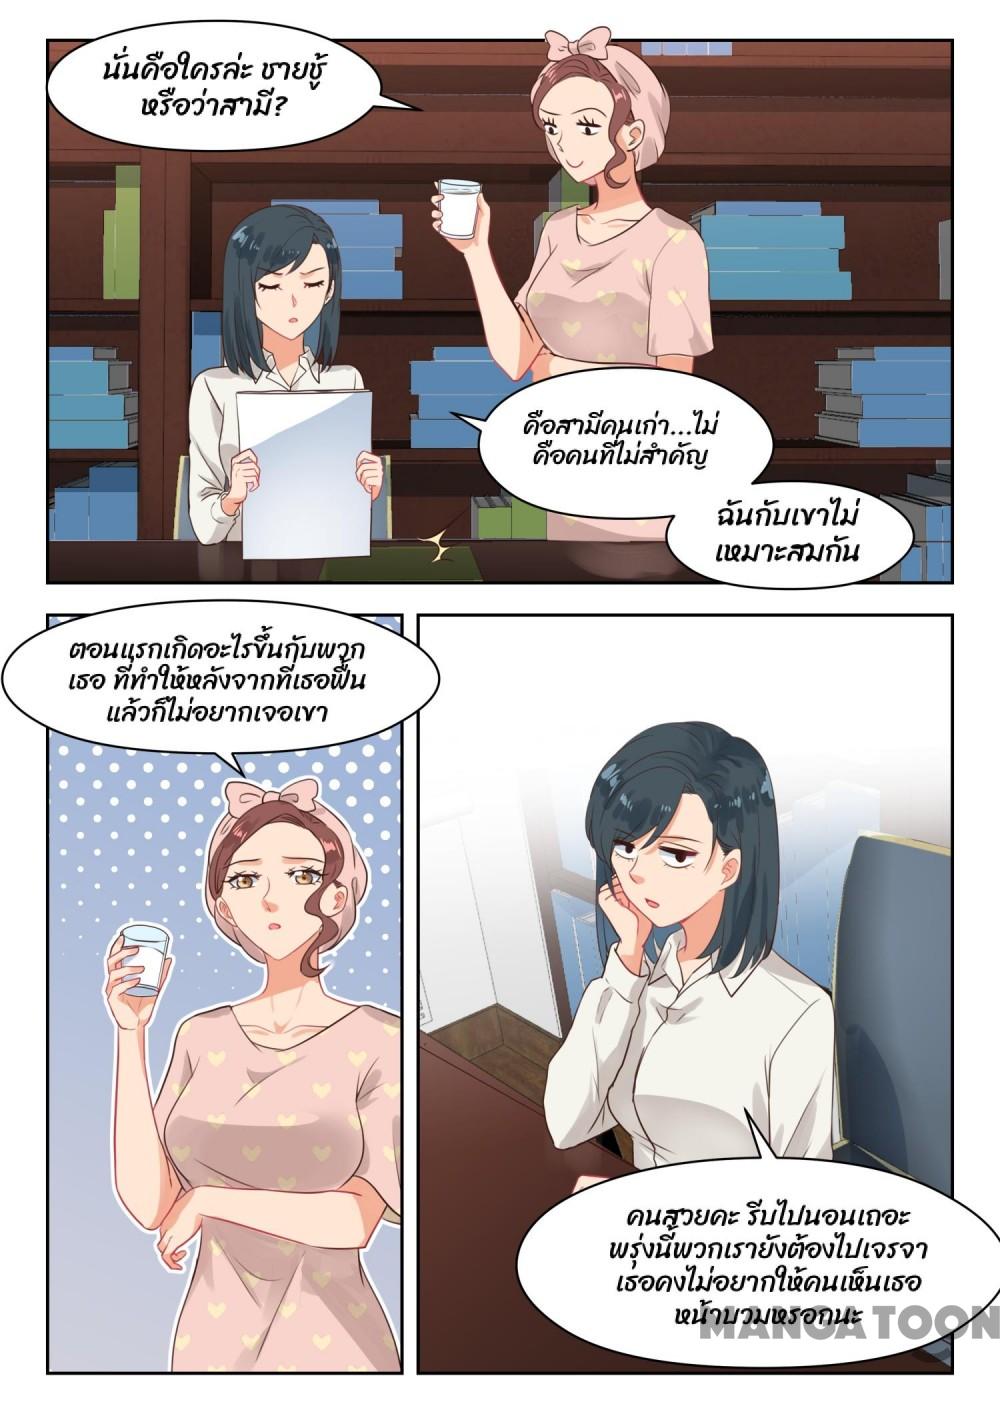 นั่นคือใครล่ะ ชายชู้
หรือว่าสามี?
คือสามีคนเก่า...ไม่
คือคนที่ไม่สำคัญ
ฉันกับเขาไม่
เหมาะสมกัน
ตอนแรกเกิดอะไรขึ้นกับพวก
เธอ ที่ทำให้หลังจากที่เธอฟื้น
แล้วก็ไม่อยากเจอเขา
คนสวยคะ รีบไปนอนเถอะ
พรุ่งนี้พวกเรายังต้องไปเจรจา
เธอคงไม่อยากให้คนเห็นเธอ
หน้าบวมหรอกนะ
MANGA TOON